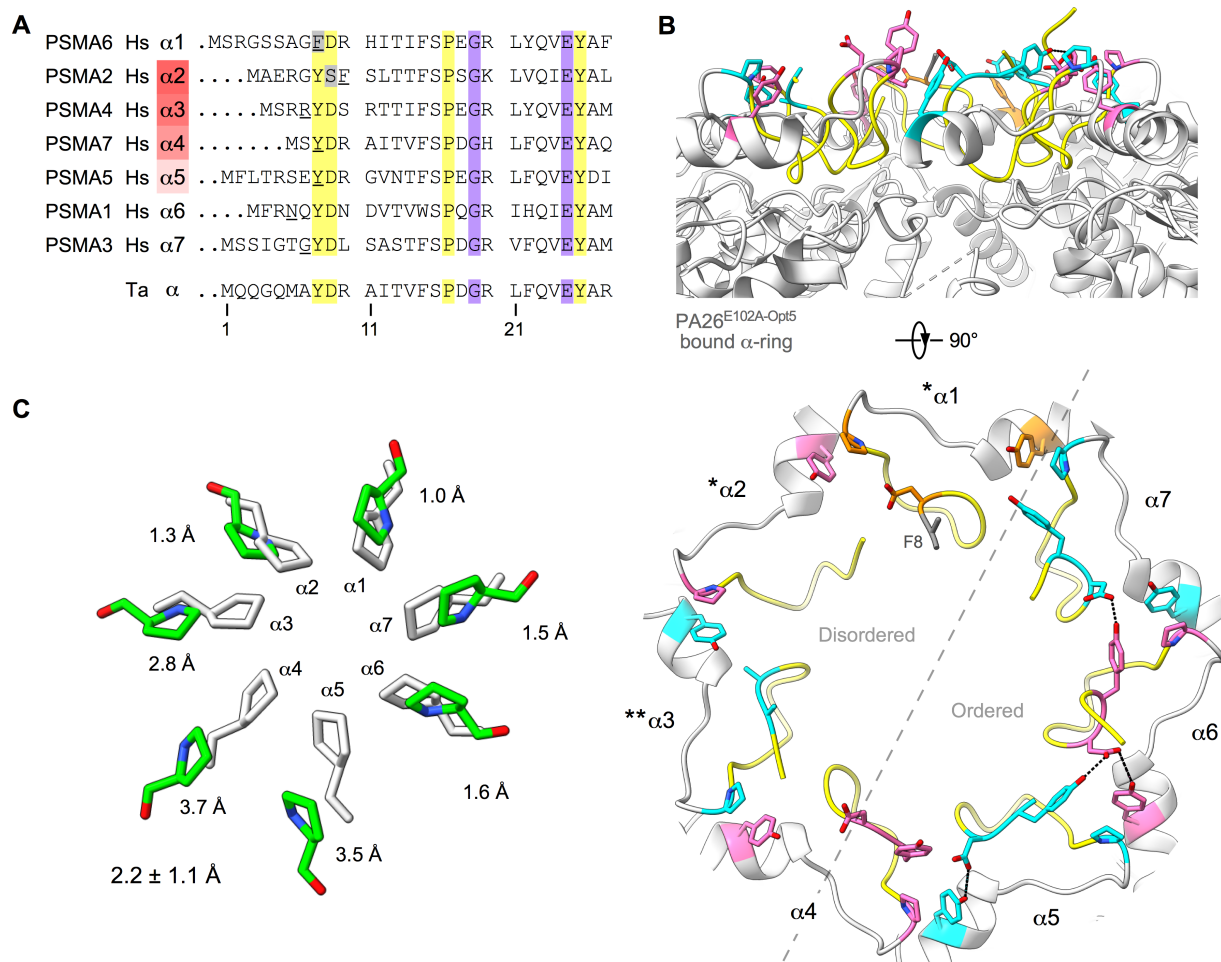 A
PSMA6 Hs α1 ..MSRGSSAGFDR HITIFSPEGR LYQVEYAF
PSMA2 Hs α2 ....MAERGYSF SLTTFSPSGK LVQIEYAL
PSMA4 Hs α3 .....MSRRYDS RTTIFSPEGR LYQVEYAM
PSMA7 Hs α4 .......MSYDR AITVFSPDGH LFQVEYAQ
PSMA5 Hs α5 ..MFLTRSEYDR GVNTFSPEGR LFQVEYDI
PSMA1 Hs α6 .....MFRNQYDN DVTVWSPQGR IHQIEYAM
PSMA3 Hs α7 ..MSSIGTGYDL SASTFSPDGR VFQVEYAM
Ta α ..MQQGQMAYDR AITVFSPDGR LFQVEYAR
1 11 21
B
PA26E102A-Opt5
bound α-ring
90°
*α1
*α2
α7
F8
Disordered
**α3
Ordered
α6
α4
α5
C
1.0 Å
1.3 Å
α2
α1
α3
α7
2.8 Å
1.5 Å
α4
α6
α5
3.7 Å
1.6 Å
3.5 Å
2.2 ± 1.1 Å